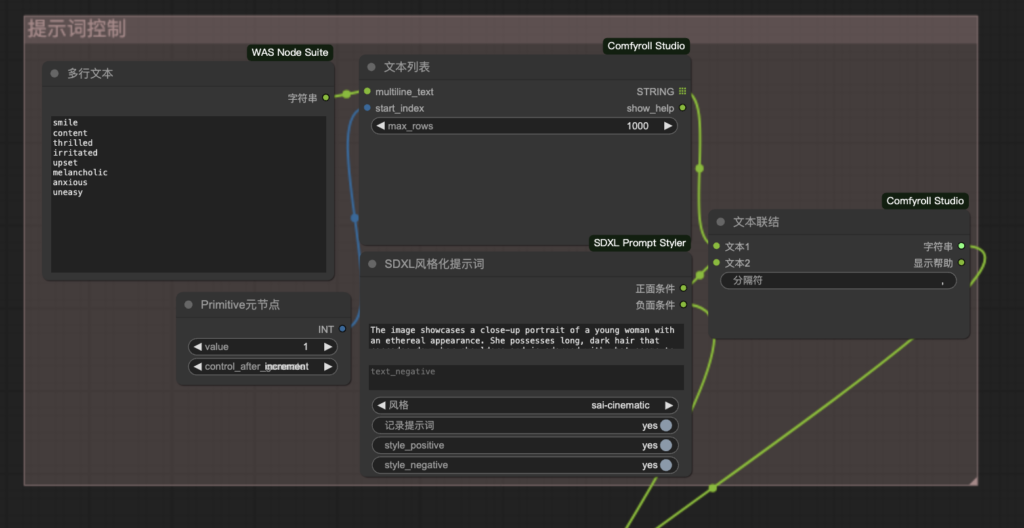 提示词控制
WAS Node Suite
多行文本
字符串
smile
content
thrilled
irritated
upset
melancholic
anxious
uneasy
Comfyroll Studio
文本列表
multiline_text
STRING
start_index
show_help
max_rows
1000
Primitive元节点
INT
value
1
control_after_
increment
SDXL Prompt Styler
SDXL风格化提示词
正面条件
负面条件
The image showcases a close-up portrait of a young woman with
an ethereal appearance. She possesses long, dark hair that
text_negative
风格
sai-cinematic
记录提示词
yes
style_positive
yes
style_negative
yes
Comfyroll Studio
文本联结
文本1
字符串
文本2
显示帮助
分隔符
,